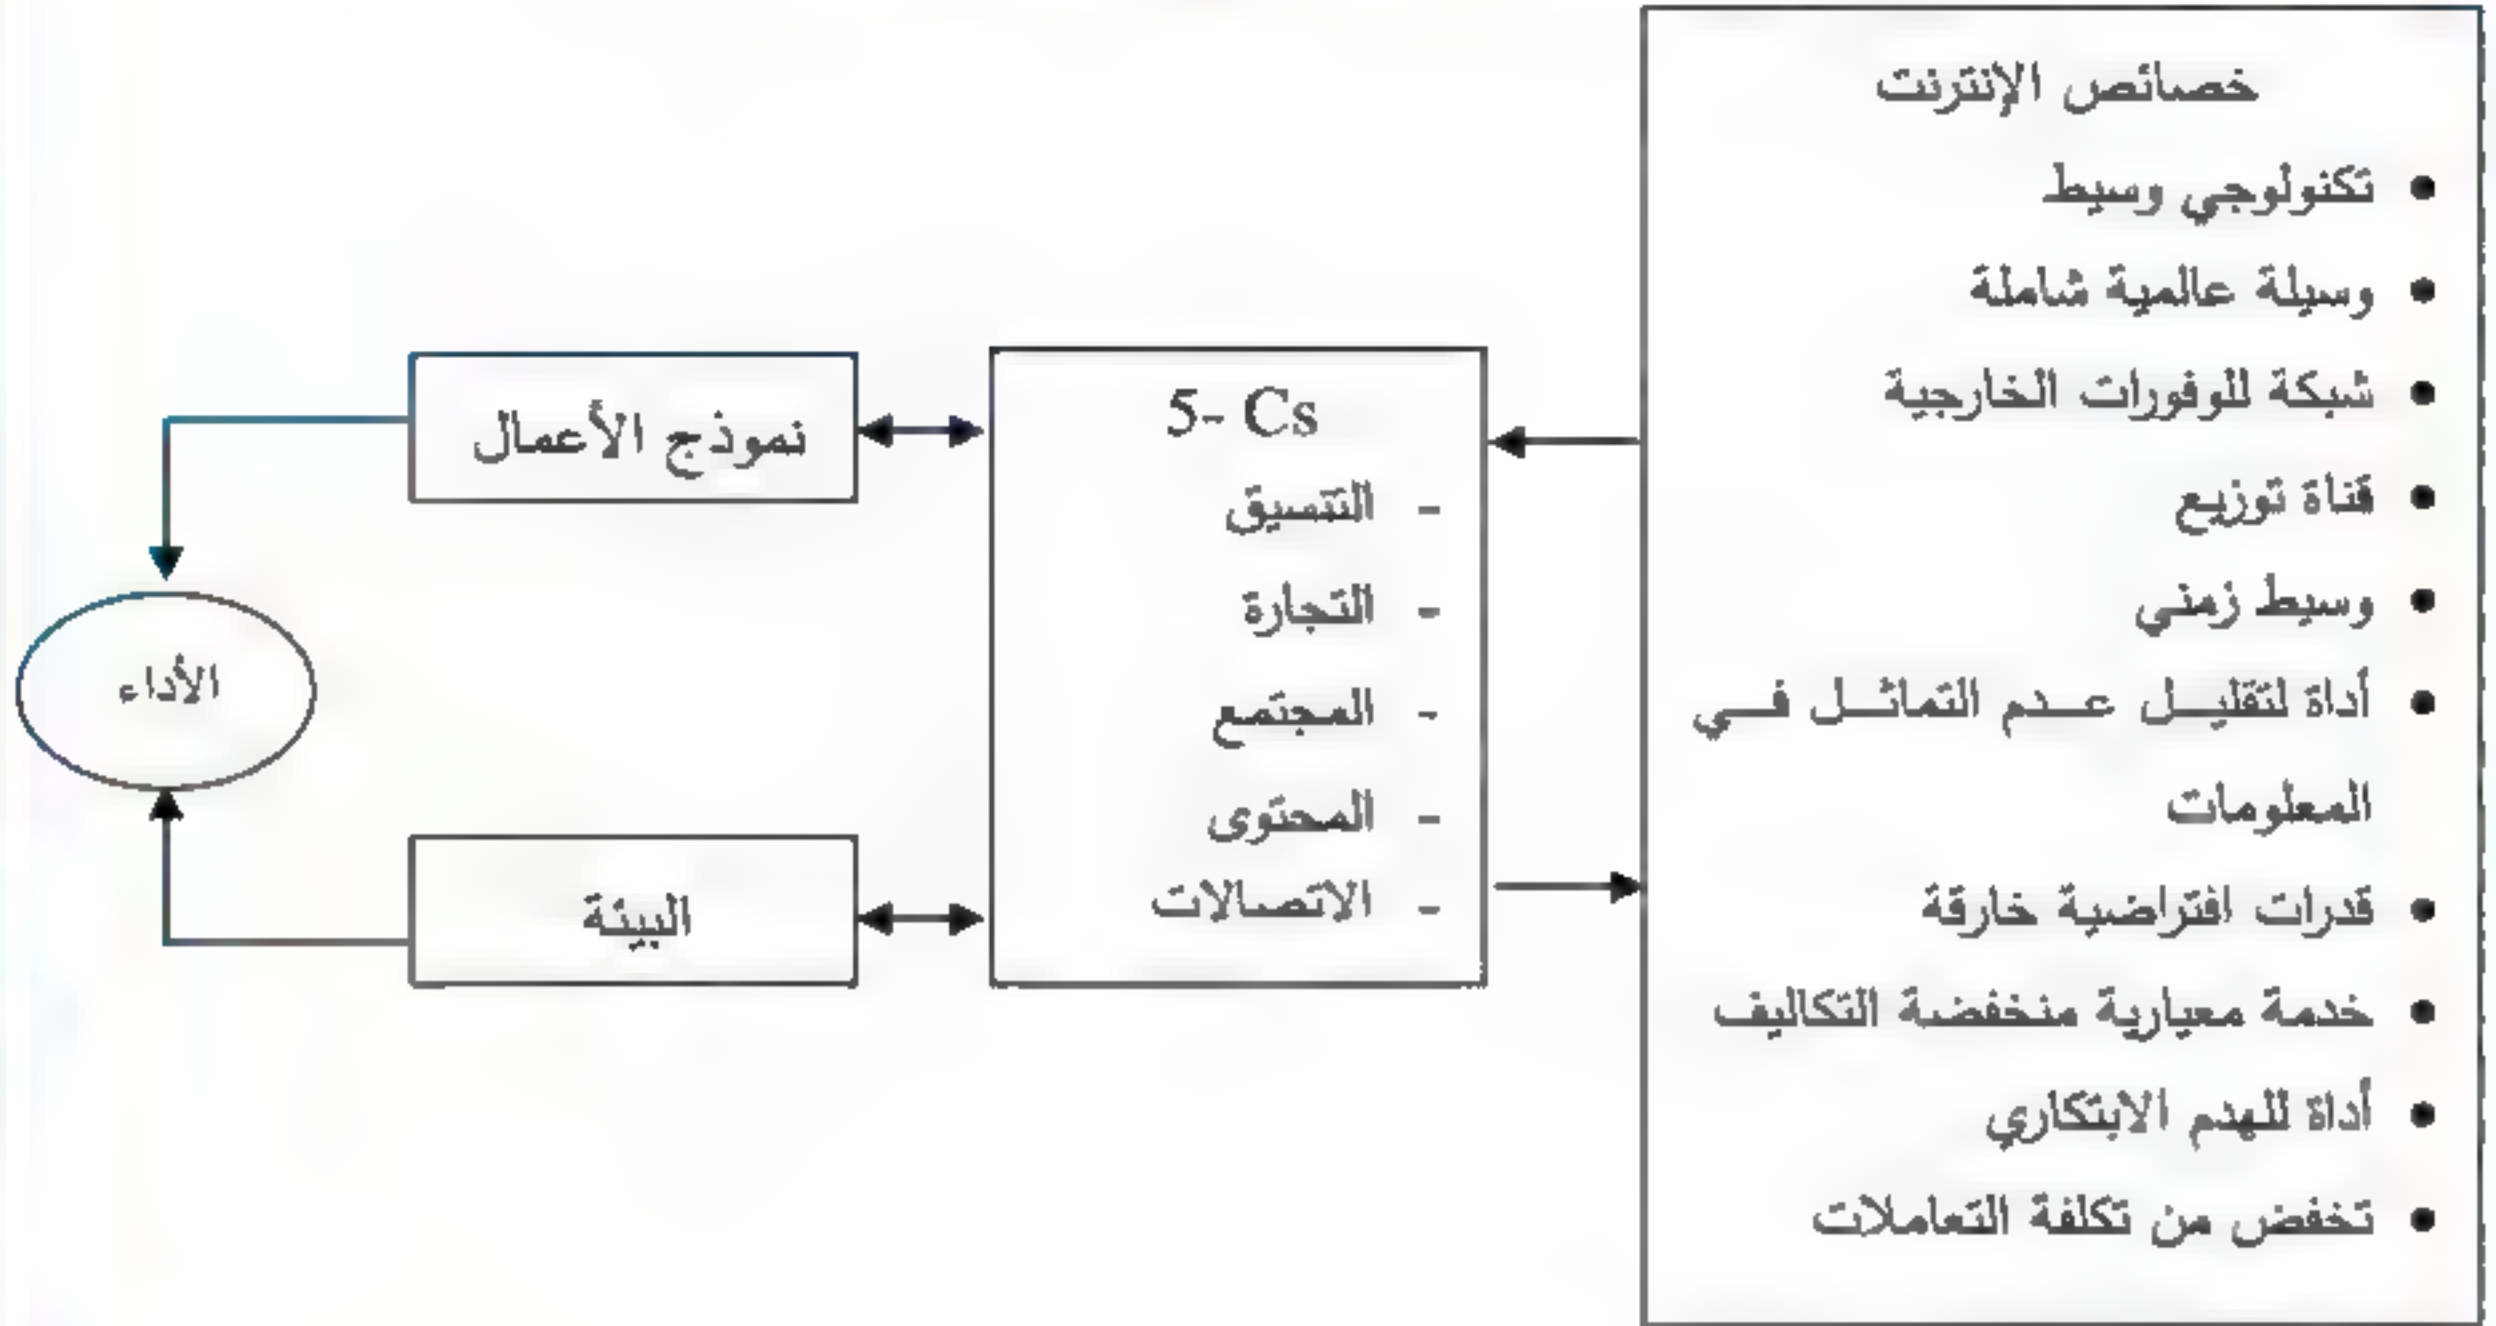 خصائص الإنترنت
• تكنولوجي وسيط
• وسيلة عالمية شاملة
• شبكة للوفورات الخارجية
• قناة توزيع
• وسيط زمني
• أداة لتقليل عدم التماثل في
المعلومات
• قدرات افتراضية خارقة
• خدمة معيارية منخفضة التكاليف
• أداة للهدم الابتكاري
• تخفض من تكلفة التعاملات
5- Cs
- التنسيق
- التجارة
- المجتمع
- المحتوى
- الاتصالات
نموذج الأعمال
البيئة
الأداء